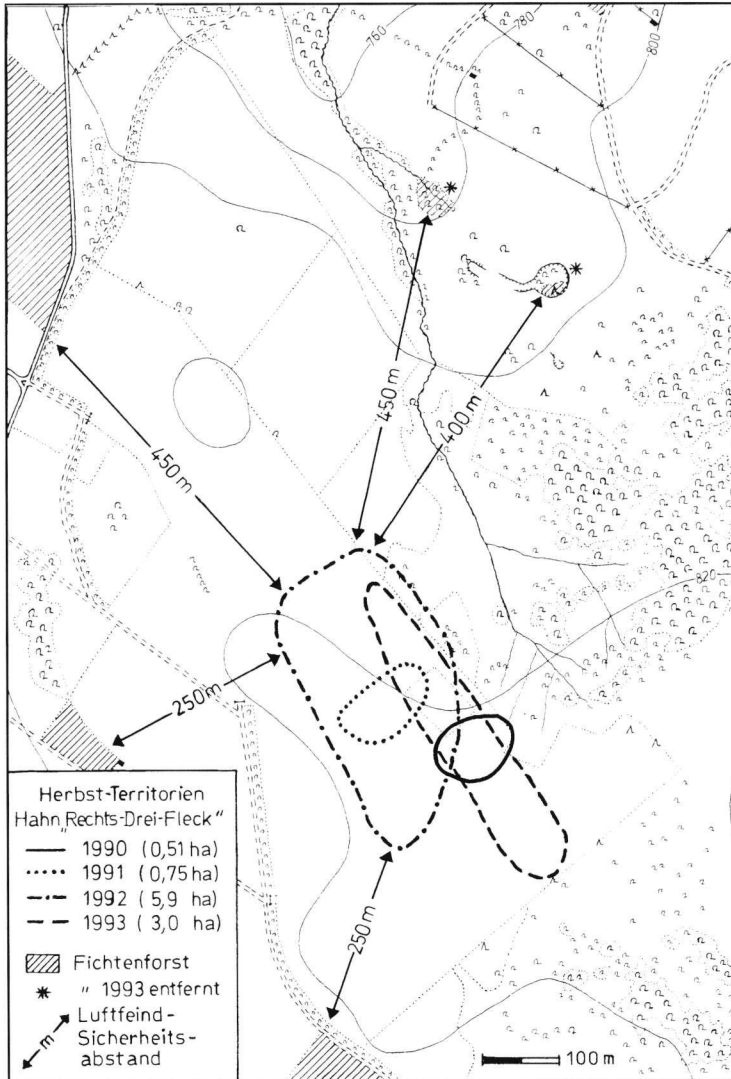 760
780
800
450 m
400 m
450 m
820
250 m
250 m
Herbst-Territorien
Hahn „Rechts-Drei-Fleck“
1990 (0,51 ha)
1991 (0,75 ha)
1992 (5,9 ha)
1993 (3,0 ha)
Fichtenforst
" 1993 entfernt
m Luftfeind-
Sicherheits-
abstand
100 m